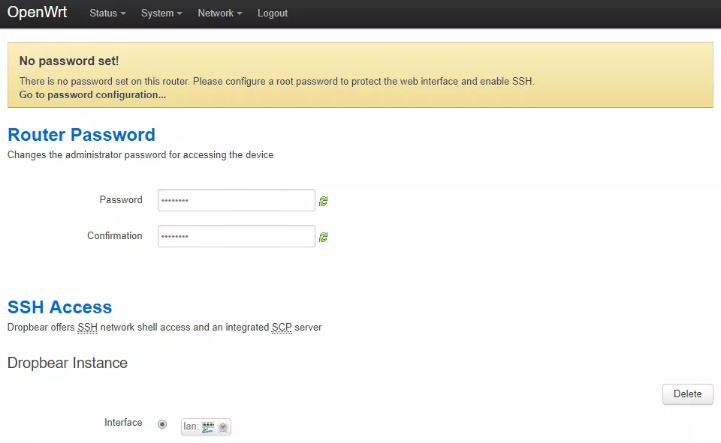 OpenWrt Status System Network Logout
No password set!
There is no password set on this router. Please configure a root password to protect the web interface and enable SSH.
Go to password configuration...
Router Password
Changes the administrator password for accessing the device
Password ••••••••
Confirmation ••••••••
SSH Access
Dropbear offers SSH network shell access and an integrated SCP server
Dropbear Instance
Delete
Interface lan: